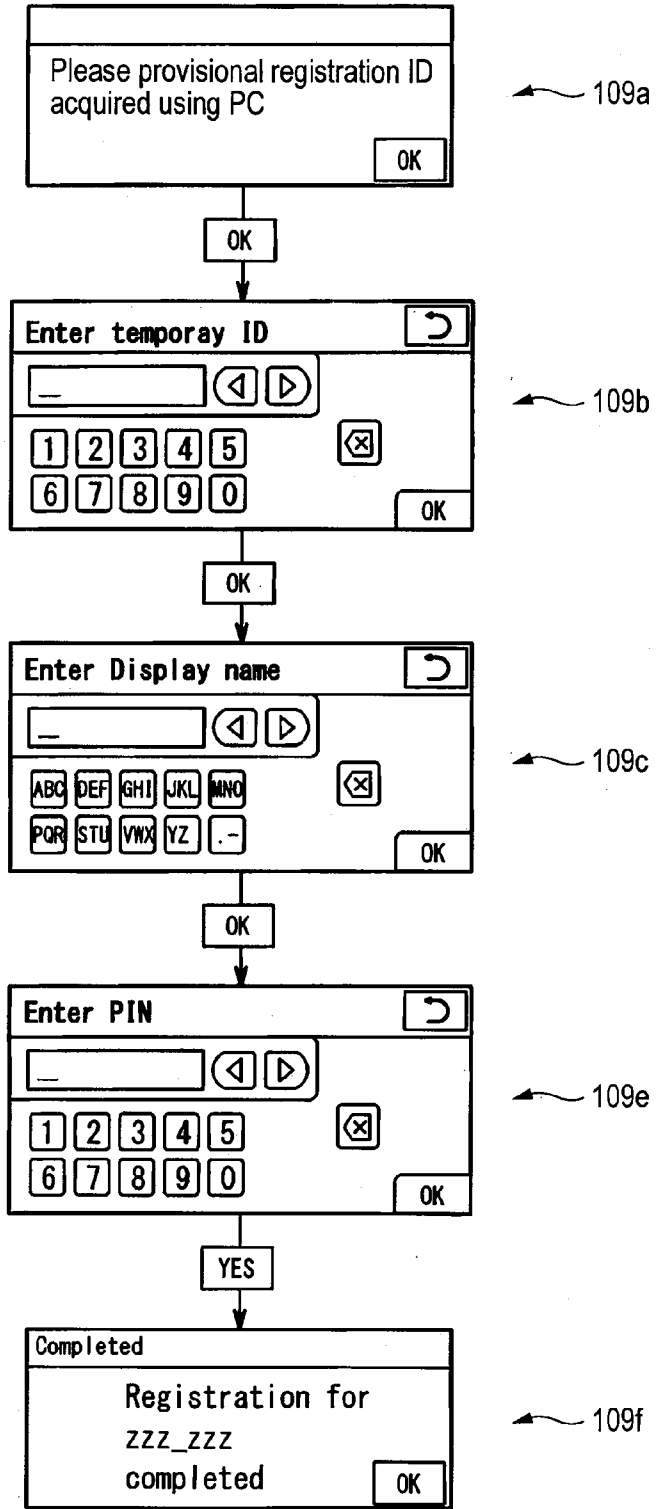 Please provisional registration ID
acquired using PC
OK
109a
OK
Enter temporay ID
_
109b
1 2 3 4 5
6 7 8 9 0
OK
OK
Enter Display name
_
109c
ABC DEF GHI JKL MNO
PQR STU VWX YZ .-
OK
OK
Enter PIN
_
109e
1 2 3 4 5
6 7 8 9 0
OK
YES
Completed
Registration for
zzz_zzz
completed
OK
109f